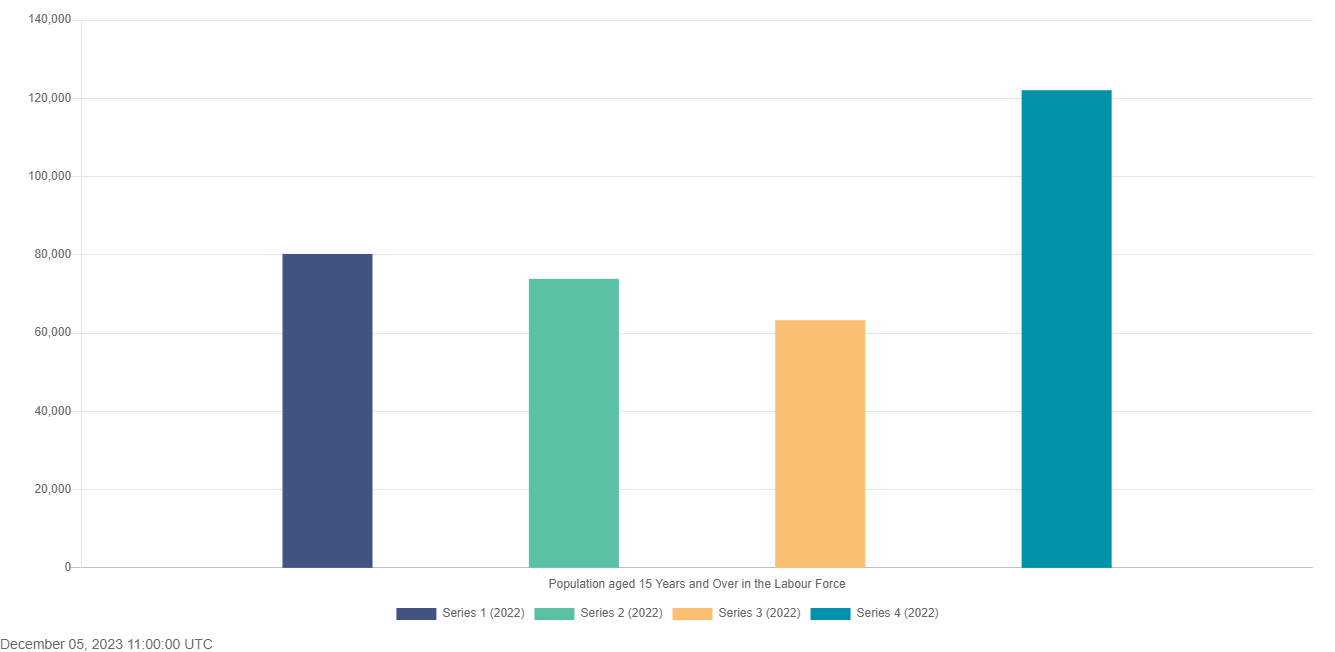 140,000
120,000
100,000
80,000
60,000
40,000
20,000
0
Population aged 15 Years and Over in the Labour Force
Series 1 (2022) Series 2 (2022) Series 3 (2022) Series 4 (2022)
December 05, 2023 11:00:00 UTC